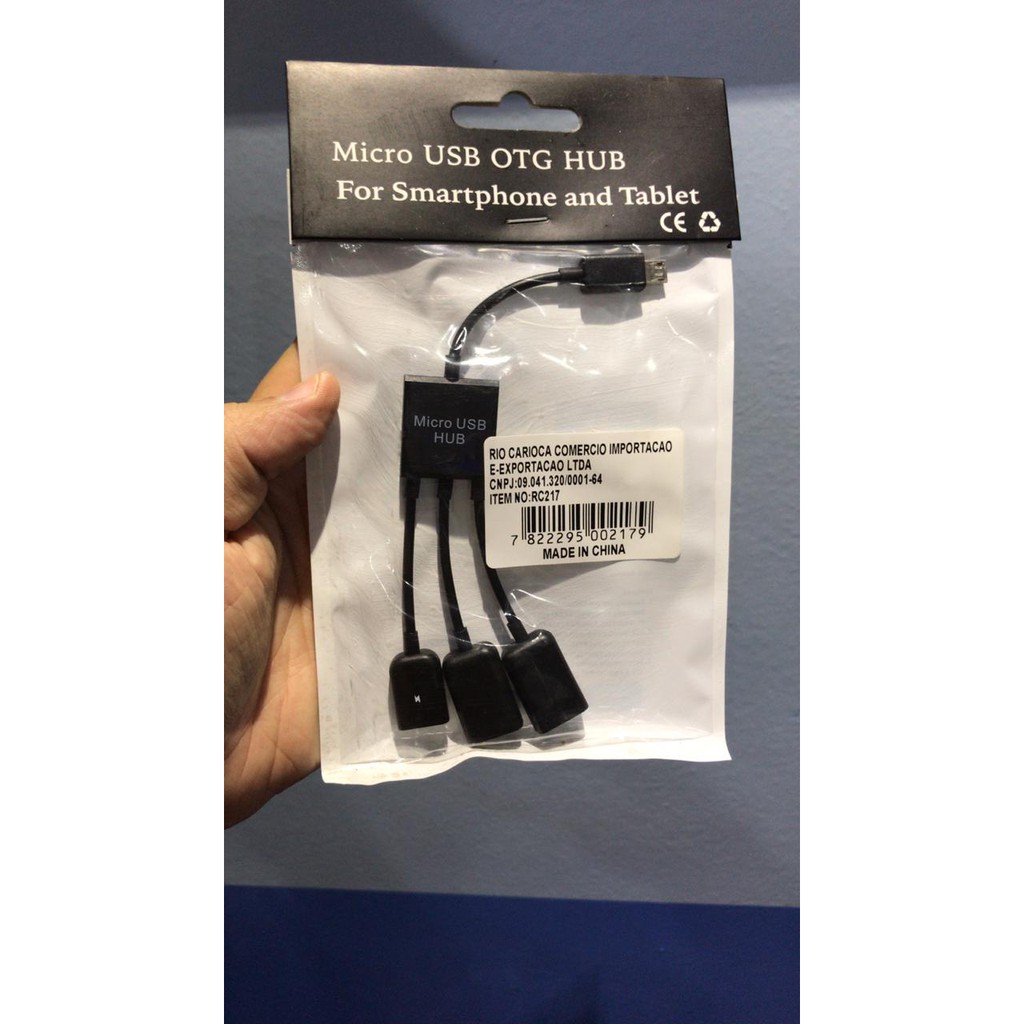 Micro USB OTG HUB
For Smartphone and Tablet
CE
Micro USB
HUB
RIO CARIOCA COMERCIO IMPORTACAO
E-EXPORTACAO LTDA
CNPJ:09.041.320/0001-64
ITEM NO:RC217
7 822295 002179
MADE IN CHINA